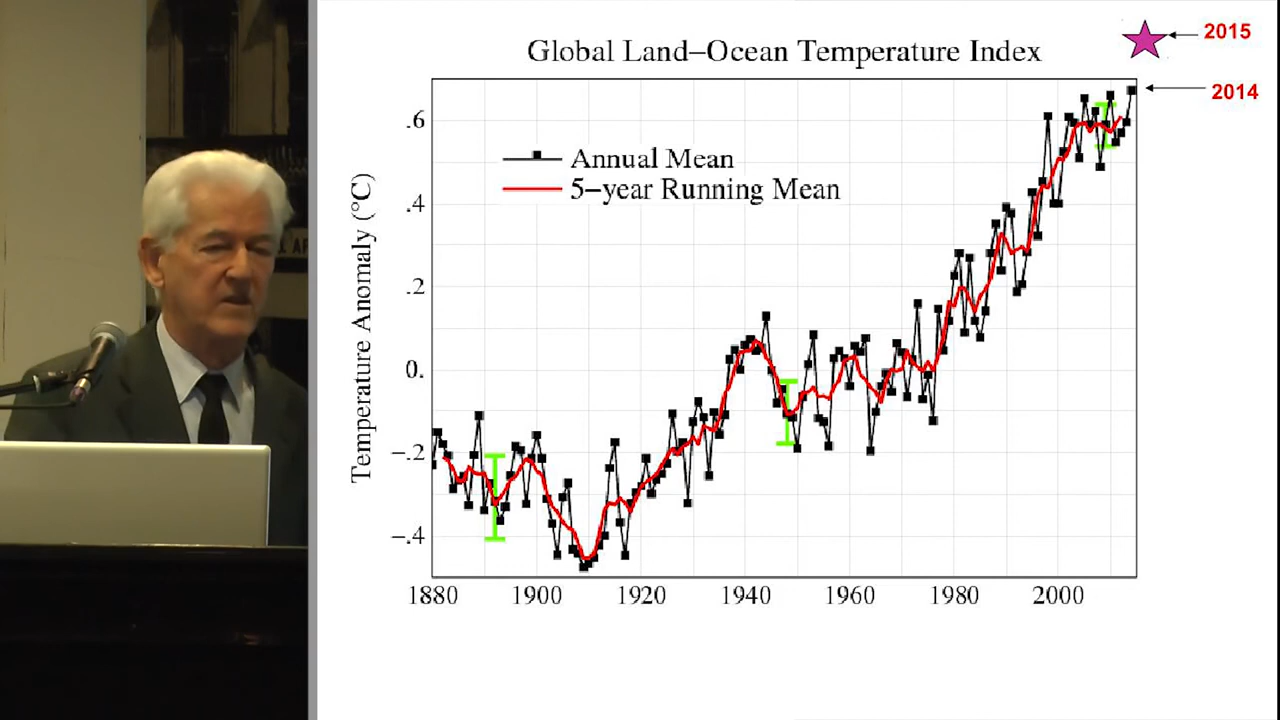 2015
Global Land–Ocean Temperature Index
2014
.6
Annual Mean
5–year Running Mean
.4
Temperature Anomaly (°C)
.2
0.
–.2
–.4
1880 1900 1920 1940 1960 1980 2000